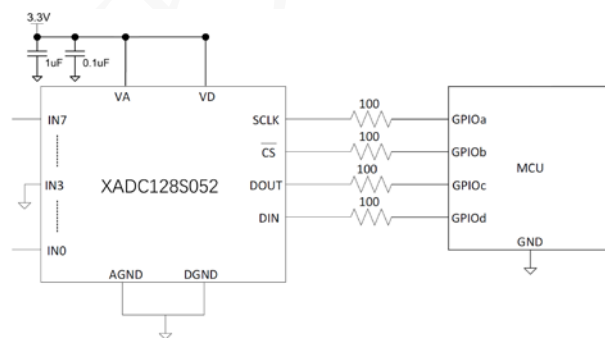 3.3V
1uF
0.1uF
VA
VD
IN7
SCLK
100
GPIOa
CS
100
GPIOb
MCU
IN3
XADC128S052
DOUT
100
GPIOc
DIN
100
GPIOd
IN0
AGND
DGND
GND